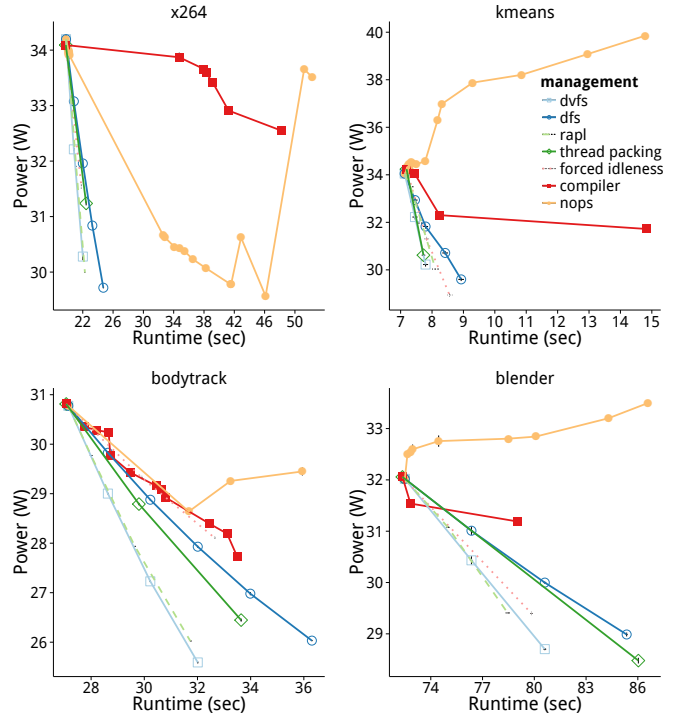 x264
34
33
32
31
30
Power (W)
22 26 30 34 38 42 46 50
Runtime (sec)
kmeans
40
38
36
34
32
30
Power (W)
7 8 9 10 11 12 13 14 15
Runtime (sec)
management
dvfs
dfs
rapl
thread packing
forced idleness
compiler
nops
bodytrack
31
30
29
28
27
26
Power (W)
28 30 32 34 36
Runtime (sec)
blender
33
32
31
30
29
Power (W)
74 77 80 83 86
Runtime (sec)